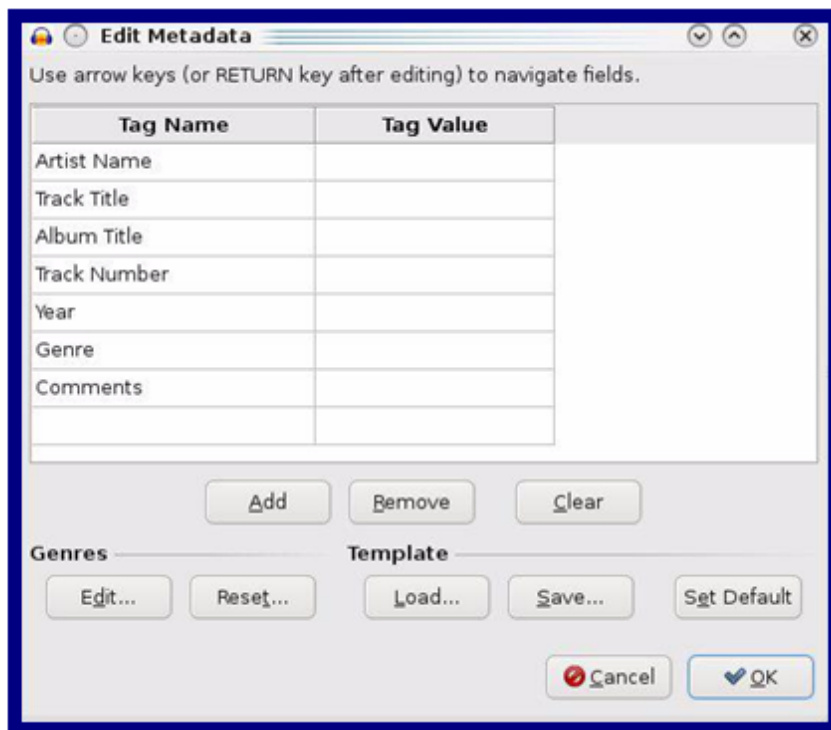 Edit Metadata
Use arrow keys (or RETURN key after editing) to navigate fields.
Tag Name Tag Value
Artist Name
Track Title
Album Title
Track Number
Year
Genre
Comments
Add Remove Clear
Genres Template
Edit... Reset... Load... Save... Set Default
Cancel OK